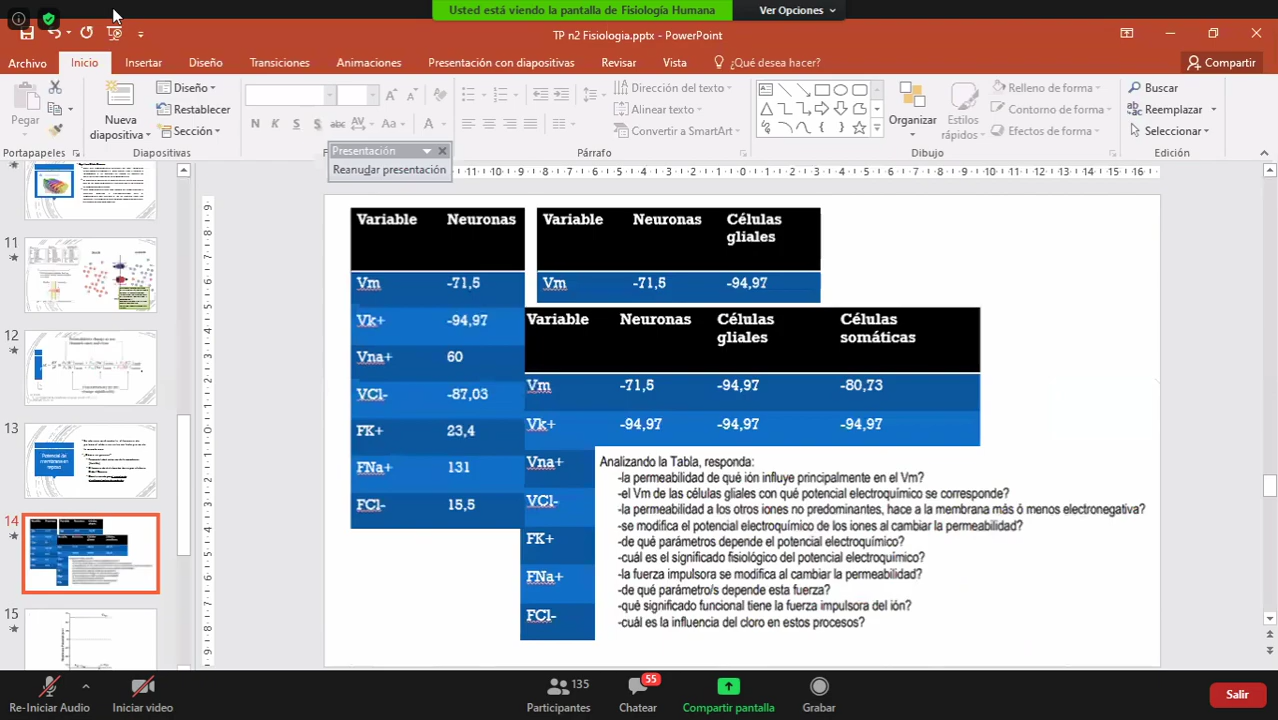 Usted está viendo la pantalla de Fisiología Humana
Ver Opciones
TP n2 Fisiologia.pptx - PowerPoint
Archivo Inicio Insertar Diseño Transiciones Animaciones Presentación con diapositivas Revisar Vista ¿Qué desea hacer? Compartir
Pegar
Nueva
diapositiva
Diseño
Restablecer
Sección
N K S S abc AV Aa A
Dirección del texto
Alinear texto
Convertir a SmartArt
Organizar
Estilos
rápidos
Relleno de forma
Contorno de forma
Efectos de forma
Buscar
Reemplazar
Seleccionar
Portapapeles Diapositivas F Párrafo Dibujo Edición
Presentación
Reanudar presentación
11
12
13
Potencial de
membrana en
reposo
14
15
Variable Neuronas
Vm -71,5
Vk+ -94,97
Vna+ 60
VCl- -87,03
FK+ 23,4
FNa+ 131
FCl- 15,5
Variable Neuronas Células
gliales
Vm -71,5 -94,97
Variable Neuronas Células Células
gliales somáticas
Vm -71,5 -94,97 -80,73
Vk+ -94,97 -94,97 -94,97
Vna+
VCl-
FK+
FNa+
FCl-
Analizando la Tabla, responda:
-la permeabilidad de qué ión influye principalmente en el Vm?
-el Vm de las células gliales con qué potencial electroquímico se corresponde?
-la permeabilidad a los otros iones no predominantes, hace a la membrana más ó menos electronegativa?
-se modifica el potencial electroquímico de los iones al cambiar la permeabilidad?
-de qué parámetros depende el potencial electroquímico?
-cuál es el significado fisiológico del potencial electroquímico?
-la fuerza impulsora se modifica al cambiar la permeabilidad?
-de qué parámetro/s depende esta fuerza?
-qué significado funcional tiene la fuerza impulsora del ión?
-cuál es la influencia del cloro en estos procesos?
Re-Iniciar Audio
Iniciar video
135
Participantes
55
Chatear
Compartir pantalla
Grabar
Salir